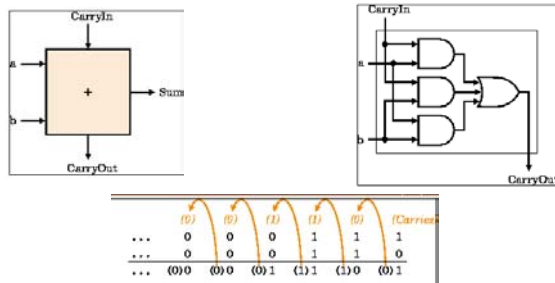 CarryIn
a
+
Sum
b
CarryOut
CarryIn
a
b
CarryOut
(0) (0) (1) (1) (0) (Carries
... 0 0 0 1 1 1
... 0 0 0 1 1 0
... (0)0 (0)0 (0)1 (1)1 (1)0 (0)1